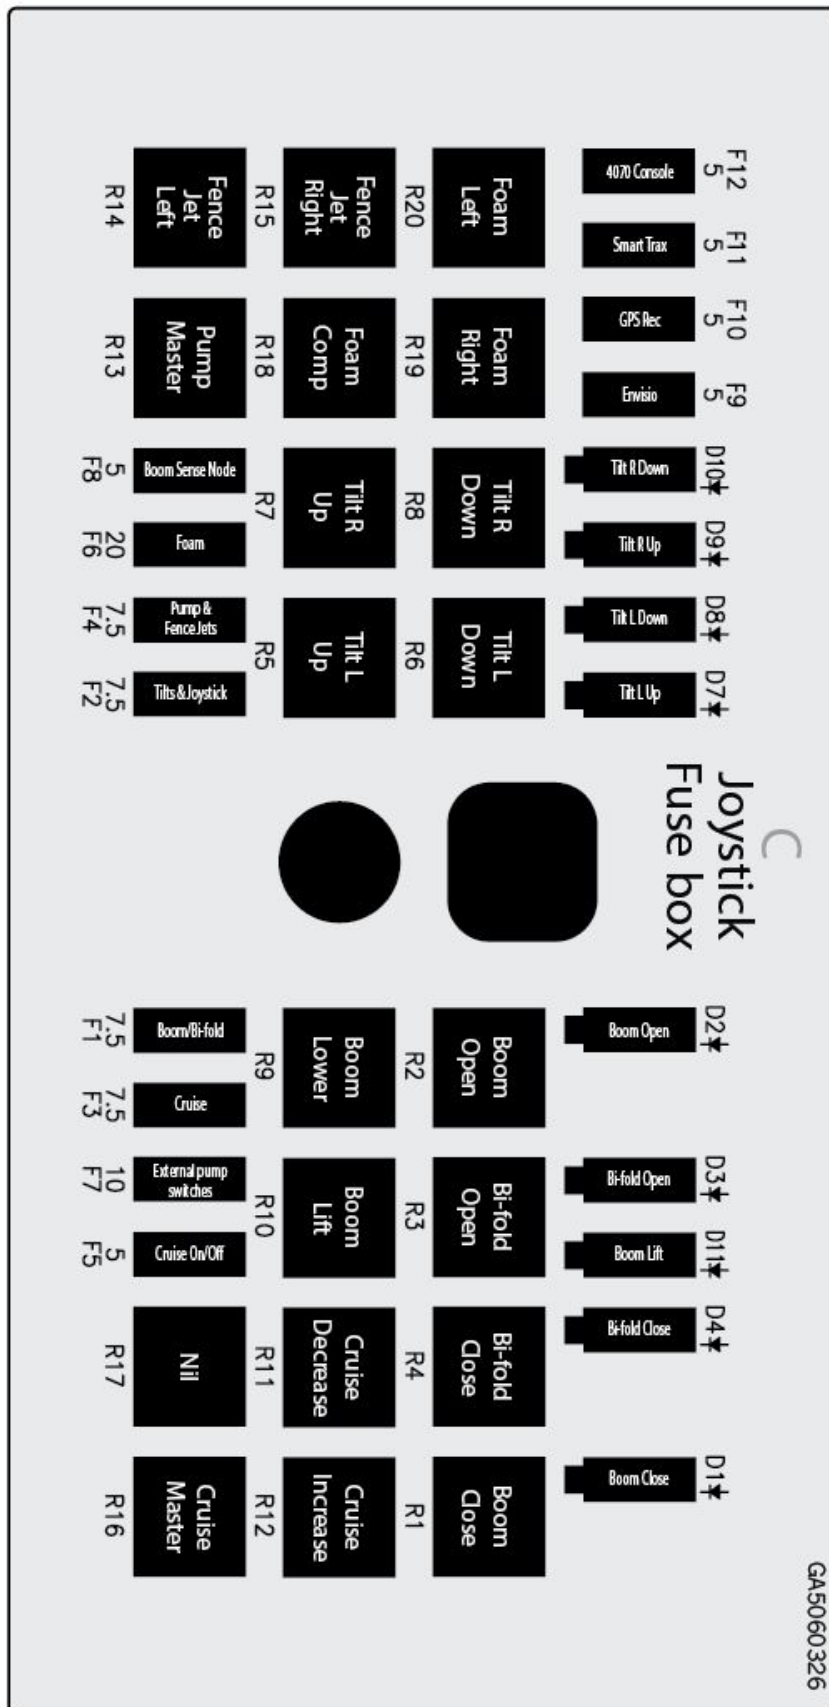 F12
5
4070 Console
F11
5
Smart Trax
F10
5
GPS Rec
F9
5
Envisio
D10
Tilt R Down
D9
Tilt R Up
D8
Tilt L Down
D7
Tilt L Up
C
Joystick
Fuse box
D2
Boom Open
D3
Bi-fold Open
D11
Boom Lift
D4
Bi-fold Close
D1
Boom Close
GA5060326
Foam
Left
R20
Foam
Right
R19
Tilt R
Down
R8
Tilt L
Down
R6
Boom
Open
R2
Bi-fold
Open
R3
Bi-fold
Close
R4
Boom
Close
R1
Fence
Jet
Right
R15
Foam
Comp
R18
Tilt R
Up
R7
Tilt L
Up
R5
Boom
Lower
R9
Boom
Lift
R10
Cruise
Decrease
R11
Cruise
Increase
R12
Fence
Jet
Left
R14
Pump
Master
R13
Boom Sense Node
5
F8
Foam
20
F6
Pump &
Fence Jets
7.5
F4
Tilts & Joystick
7.5
F2
Boom/Bi-fold
7.5
F1
Cruise
7.5
F3
External pump
switches
10
F7
Cruise On/Off
5
F5
Nil
R17
Cruise
Master
R16